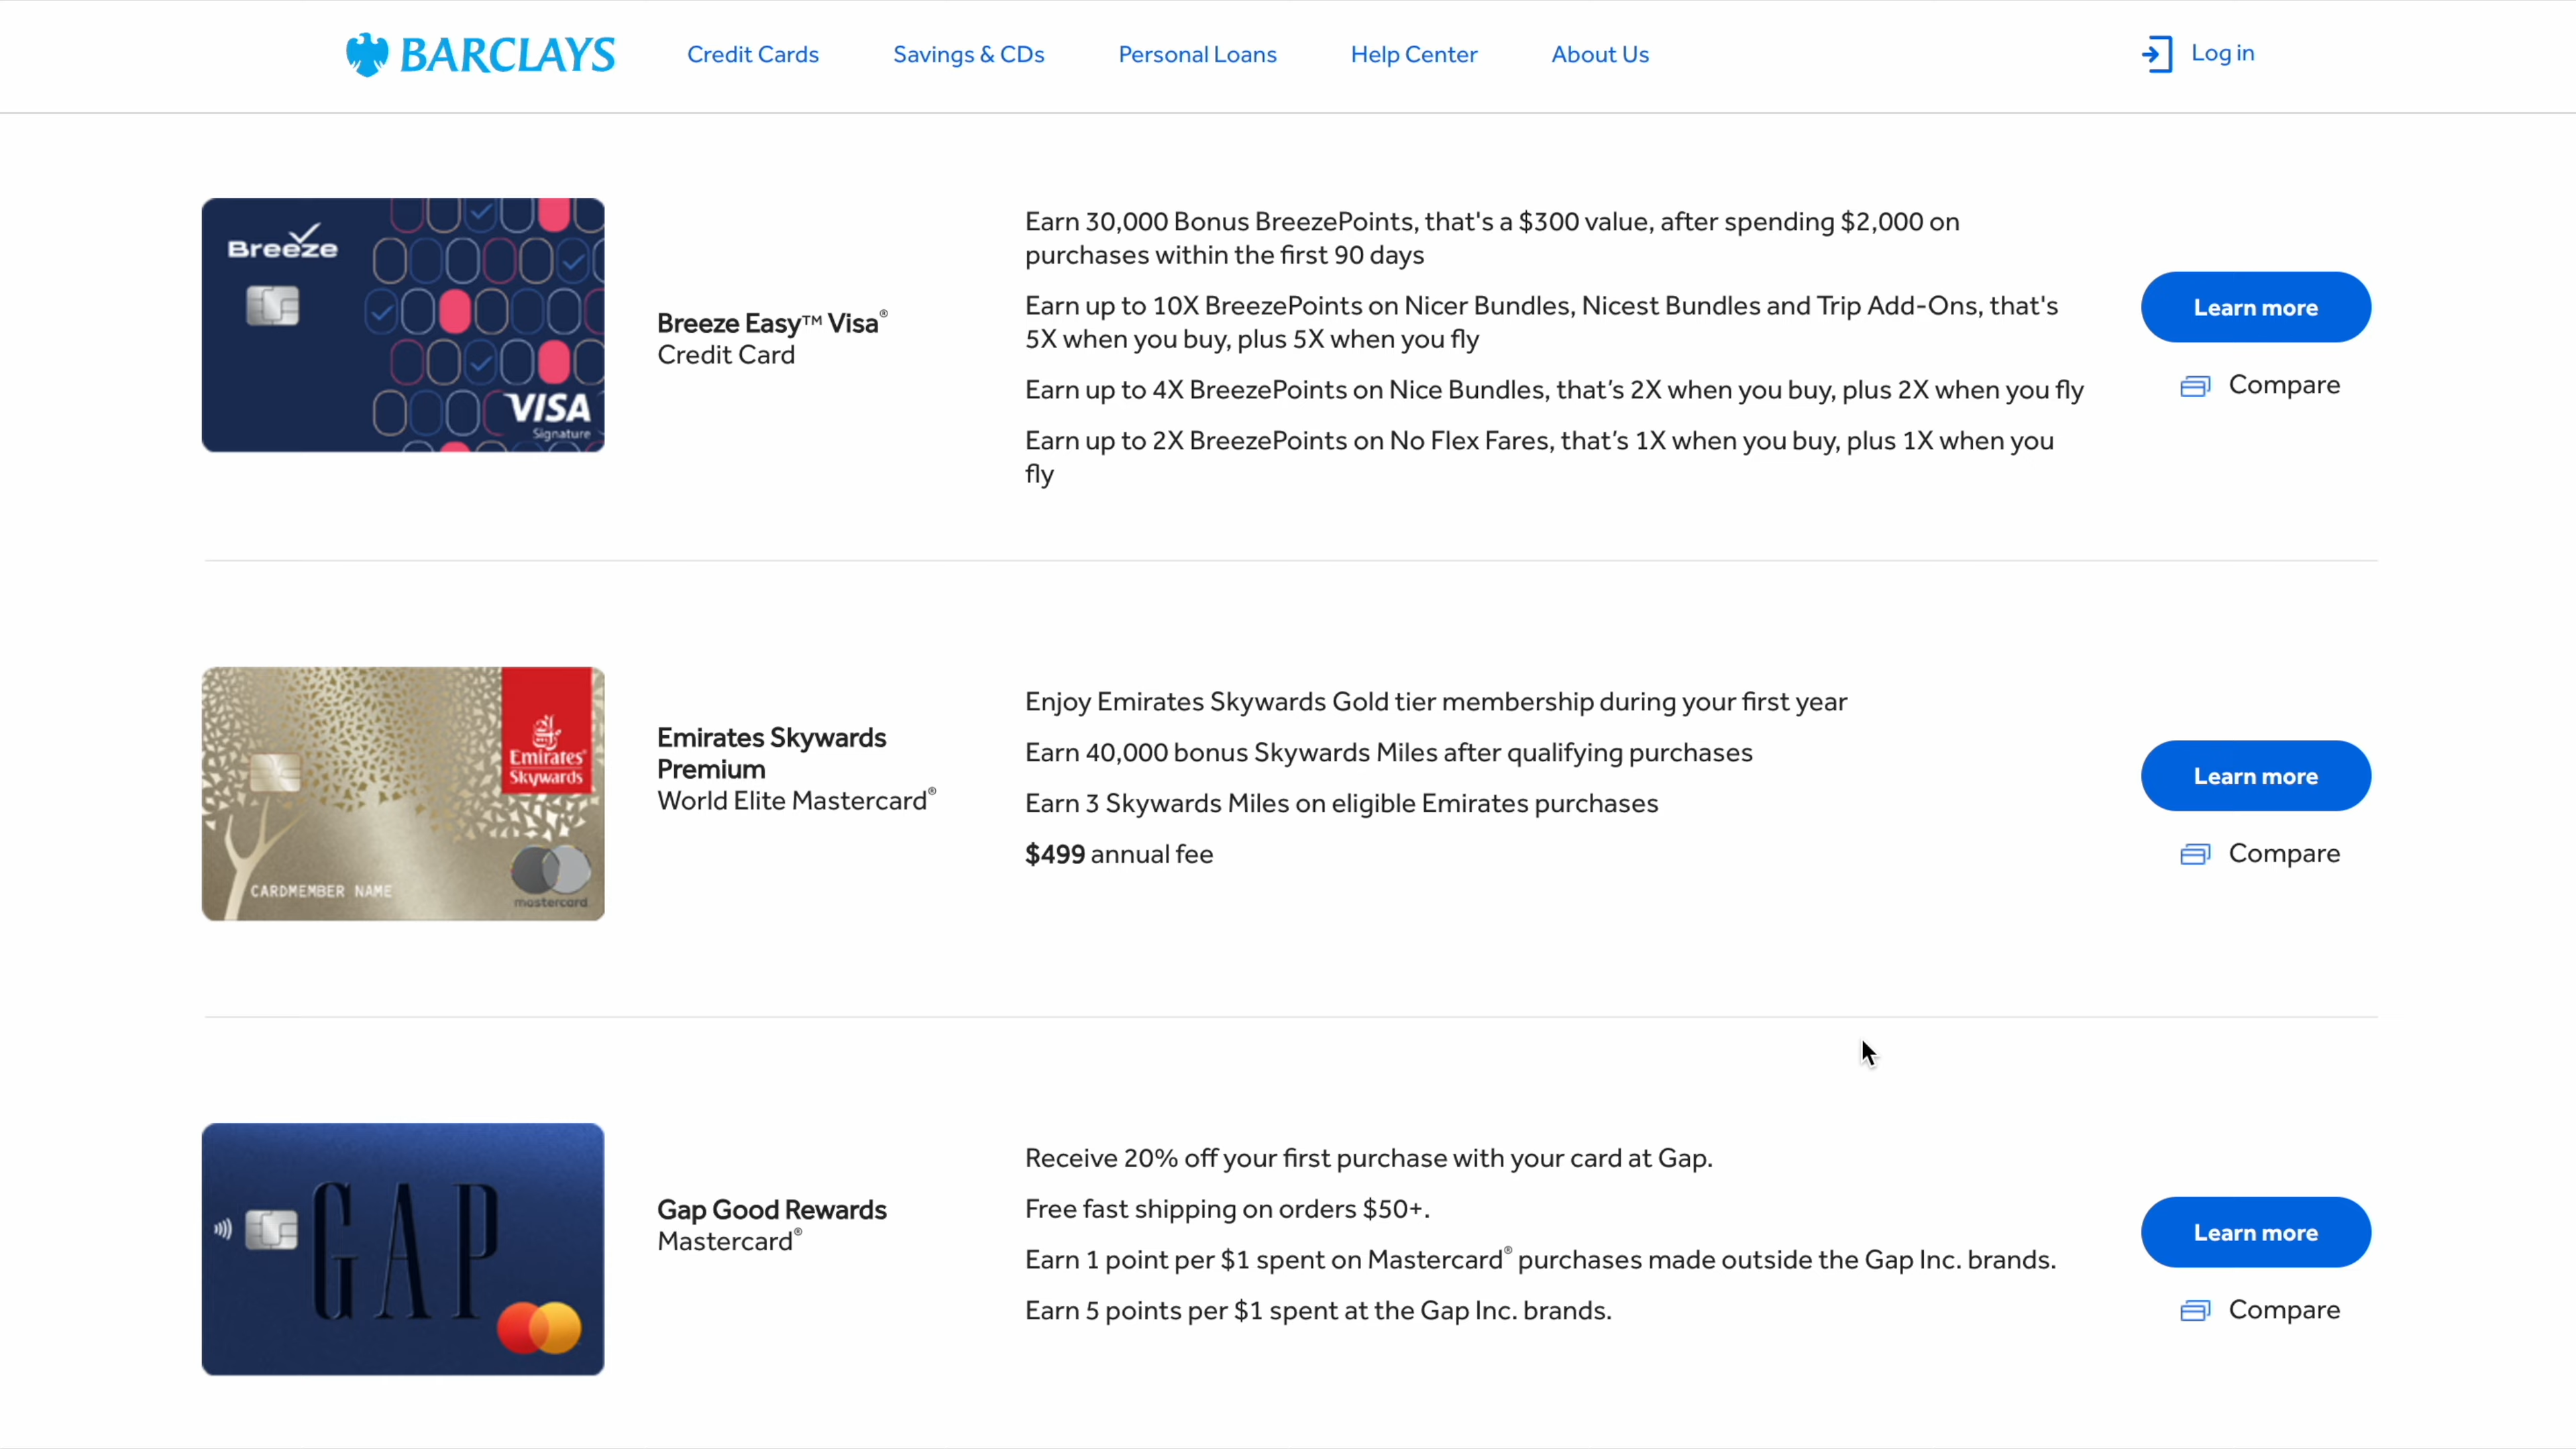 BARCLAYS
Credit Cards
Savings & CDs
Personal Loans
Help Center
About Us
Log in
Breeze
VISA
Signature
Breeze Easy™ Visa®
Credit Card
Earn 30,000 Bonus BreezePoints, that's a $300 value, after spending $2,000 on
purchases within the first 90 days
Earn up to 10X BreezePoints on Nicer Bundles, Nicest Bundles and Trip Add-Ons, that's
5X when you buy, plus 5X when you fly
Earn up to 4X BreezePoints on Nice Bundles, that’s 2X when you buy, plus 2X when you fly
Earn up to 2X BreezePoints on No Flex Fares, that’s 1X when you buy, plus 1X when you
fly
Learn more
Compare
Emirates
Skywards
CARDMEMBER NAME
mastercard
Emirates Skywards
Premium
World Elite Mastercard®
Enjoy Emirates Skywards Gold tier membership during your first year
Earn 40,000 bonus Skywards Miles after qualifying purchases
Earn 3 Skywards Miles on eligible Emirates purchases
$499 annual fee
Learn more
Compare
GAP
Gap Good Rewards
Mastercard®
Receive 20% off your first purchase with your card at Gap.
Free fast shipping on orders $50+.
Earn 1 point per $1 spent on Mastercard® purchases made outside the Gap Inc. brands.
Earn 5 points per $1 spent at the Gap Inc. brands.
Learn more
Compare